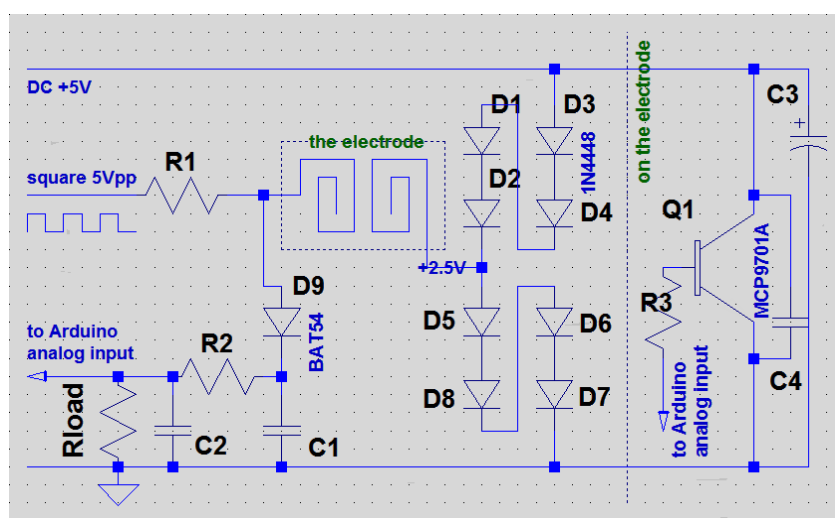 DC +5V
D1
D3
C3
+
the electrode
R1
on the electrode
1N4448
square 5Vpp
D2
D4
Q1
+2.5V
MCP9701A
D9
R3
to Arduino
analog input
R2
BAT54
D5
D6
D8
D7
C4
to Arduino
analog input
Rload
C2
C1